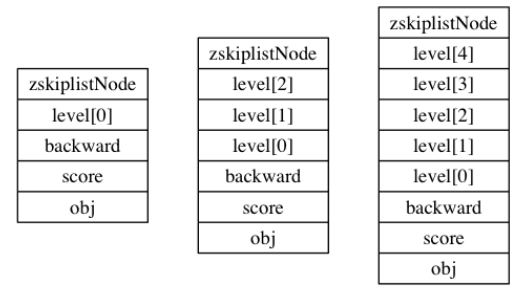 zskiplistNode
level[0]
backward
score
obj
zskiplistNode
level[2]
level[1]
level[0]
backward
score
obj
zskiplistNode
level[4]
level[3]
level[2]
level[1]
level[0]
backward
score
obj